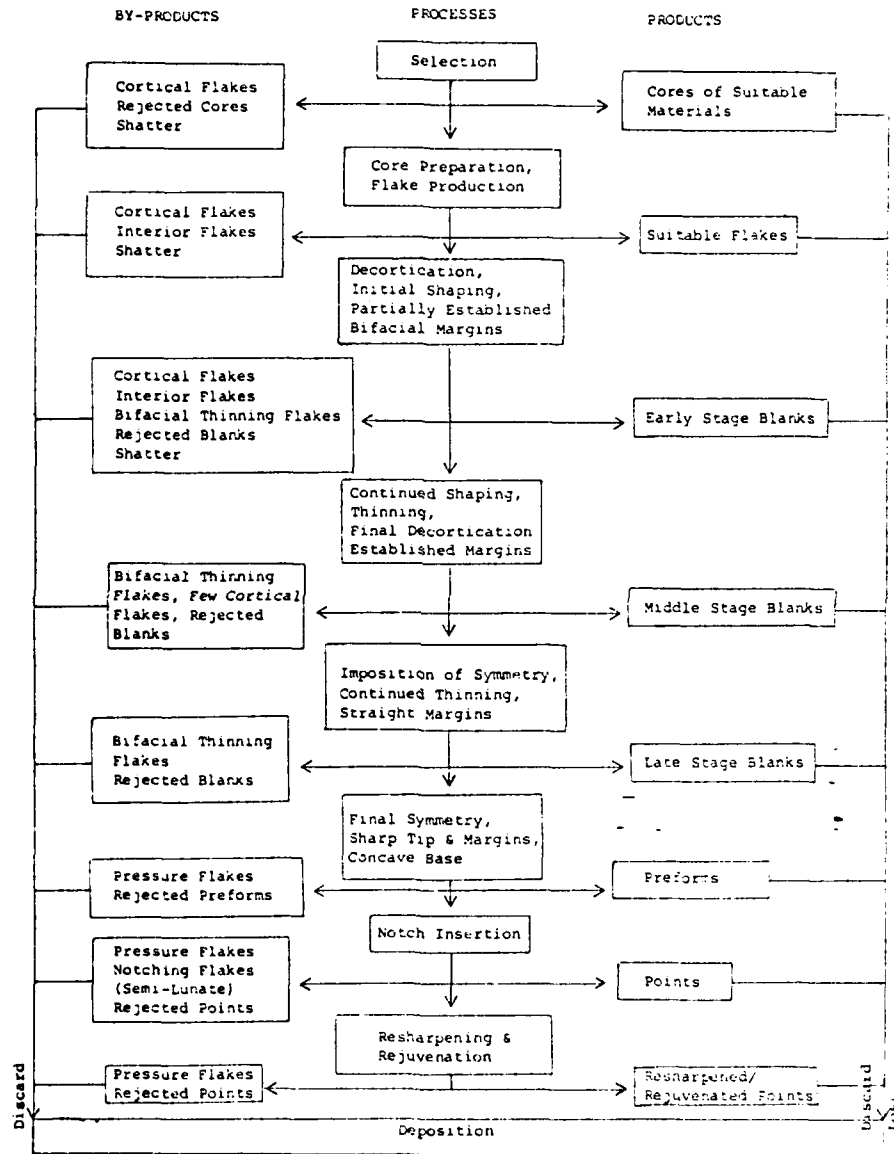 BY-PRODUCTS
PROCESSES
PRODUCTS
Selection
Cortical Flakes
Rejected Cores
Shatter
Cores of Suitable
Materials
Core Preparation,
Flake Production
Cortical Flakes
Interior Flakes
Shatter
Suitable Flakes
Decortication,
Initial Shaping,
Partially Established
Bifacial Margins
Cortical Flakes
Interior Flakes
Bifacial Thinning Flakes
Rejected Blanks
Shatter
Early Stage Blanks
Continued Shaping,
Thinning,
Final Decortication
Established Margins
Bifacial Thinning
Flakes, Few Cortical
Flakes, Rejected
Blanks
Middle Stage Blanks
Imposition of Symmetry,
Continued Thinning,
Straight Margins
Bifacial Thinning
Flakes
Rejected Blanks
Late Stage Blanks
Final Symmetry,
Sharp Tip & Margins,
Concave Base
Pressure Flakes
Rejected Preforms
Preforms
Notch Insertion
Pressure Flakes
Notching Flakes
(Semi-Lunate)
Rejected Points
Points
Resharpening &
Rejuvenation
Pressure Flakes
Rejected Points
Resharpened/
Rejuvenated Points
Discard
Discard
Deposition